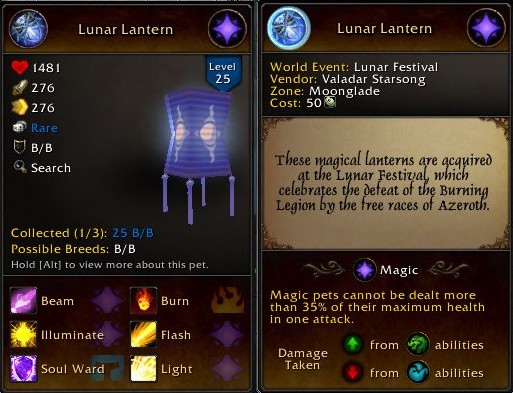 Lunar Lantern
1481
Level
25
276
276
Rare
B/B
Search
Collected (1/3): 25 B/B
Possible Breeds: B/B
Hold [Alt] to view more about this pet.
Beam
Burn
Illuminate
Flash
Soul Ward
Light
Lunar Lantern
World Event: Lunar Festival
Vendor: Valadar Starsong
Zone: Moonglade
Cost: 50
These magical lanterns are acquired
at the Lunar Festival, which
celebrates the defeat of the Burning
Legion by the free races of Azeroth.
Magic
Magic pets cannot be dealt more
than 35% of their maximum health
in one attack.
Damage
Taken
from abilities
from abilities